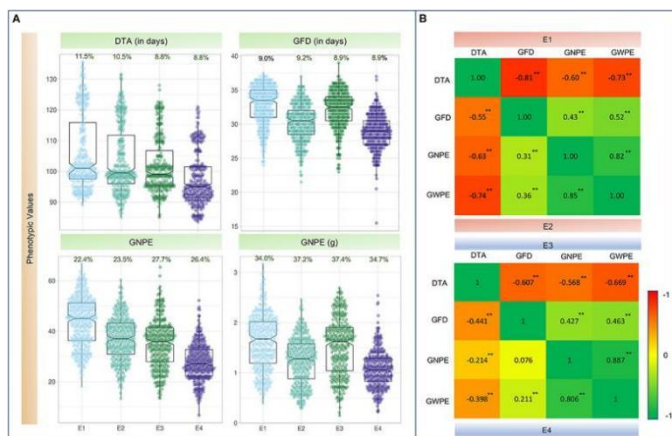 A
DTA (in days)
GFD (in days)
11.5% 10.5% 8.8% 8.8%
9.0% 9.2% 8.9% 8.9%
130
120
110
100
90
35
30
25
20
15
Phenotypic Values
GNPE
GNPE (g)
22.4% 23.5% 27.7% 26.4%
34.0% 37.2% 37.4% 34.7%
60
40
20
3
2
1
0
E1 E2 E3 E4
E1 E2 E3 E4
B
E1
DTA GFD GNPE GWPE
DTA 1.00 -0.81** -0.60** -0.73**
GFD -0.55** 1.00 0.43** 0.52**
GNPE -0.63** 0.31** 1.00 0.82**
GWPE -0.74** 0.36** 0.85** 1.00
E2
E3
DTA GFD GNPE GWPE
DTA 1 -0.607** -0.568** -0.669**
GFD -0.441** 1 0.427** 0.463**
GNPE -0.214** 0.076 1 0.887**
GWPE -0.398** 0.211** 0.806** 1
E4
-1
0
-1